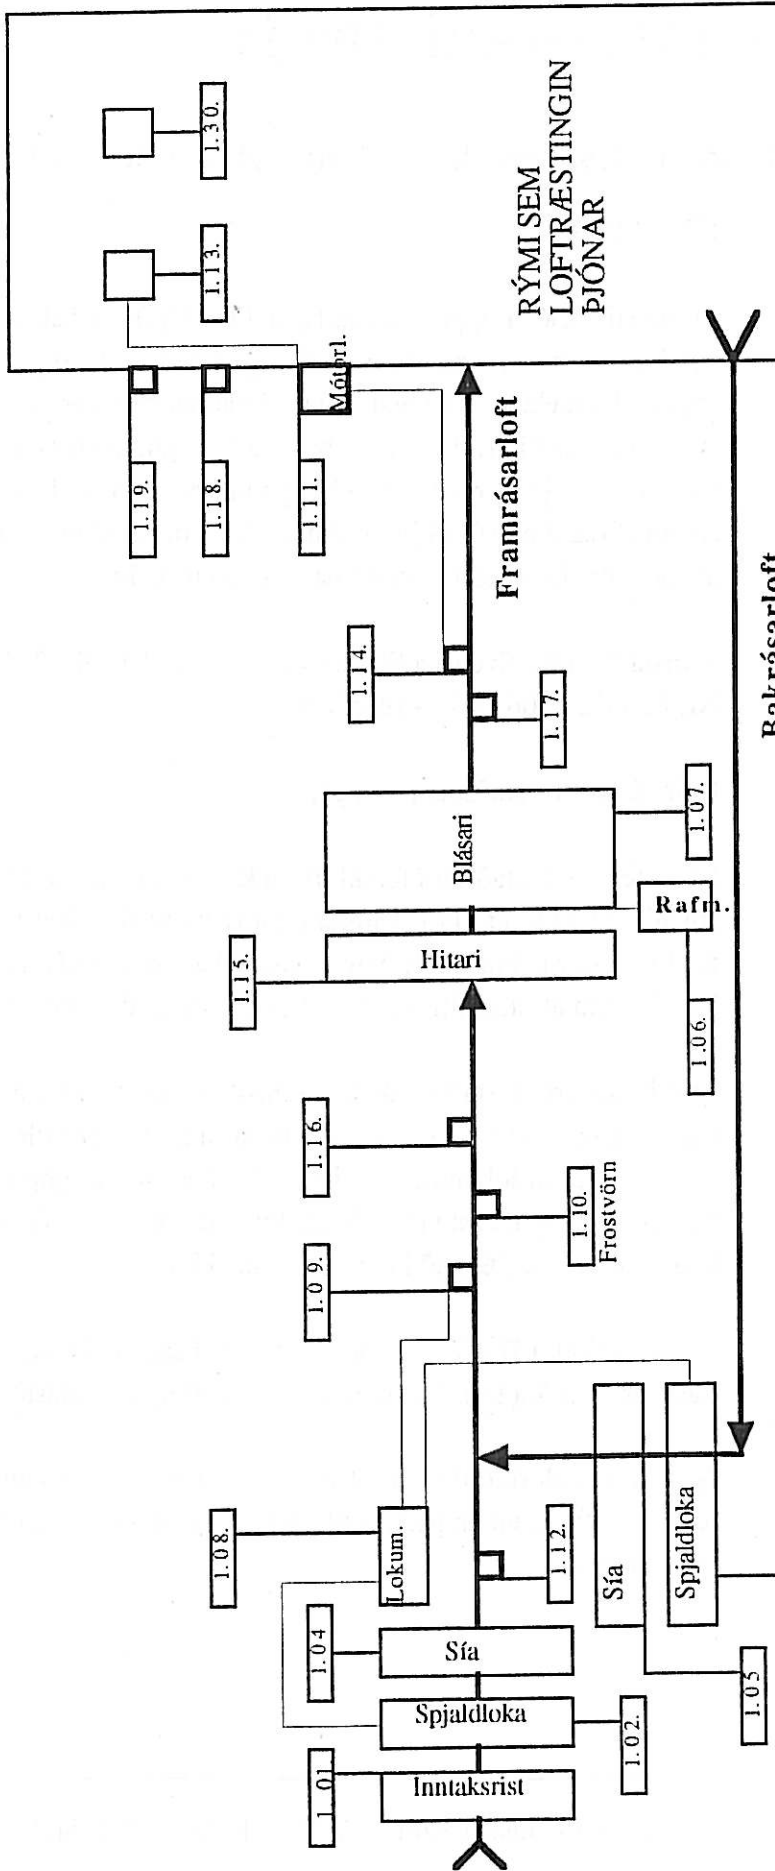 1.01.
Inntaksrist
Spjaldloka
1.02.
1.04
Sía
1.08.
Lokum.
1.12.
Sía
1.05
Spjaldloka
1.09.
1.10.
Frostvörn
1.16.
1.15.
Hitari
Blásari
Rafm.
1.06.
1.07.
1.14.
1.17.
Framrásarloft
Bakrásarloft
1.19.
1.18.
1.11.
Mótorl.
1.13.
1.30.
RÝMI SEM
LOFTRÆSTINGIN
ÞJÓNAR